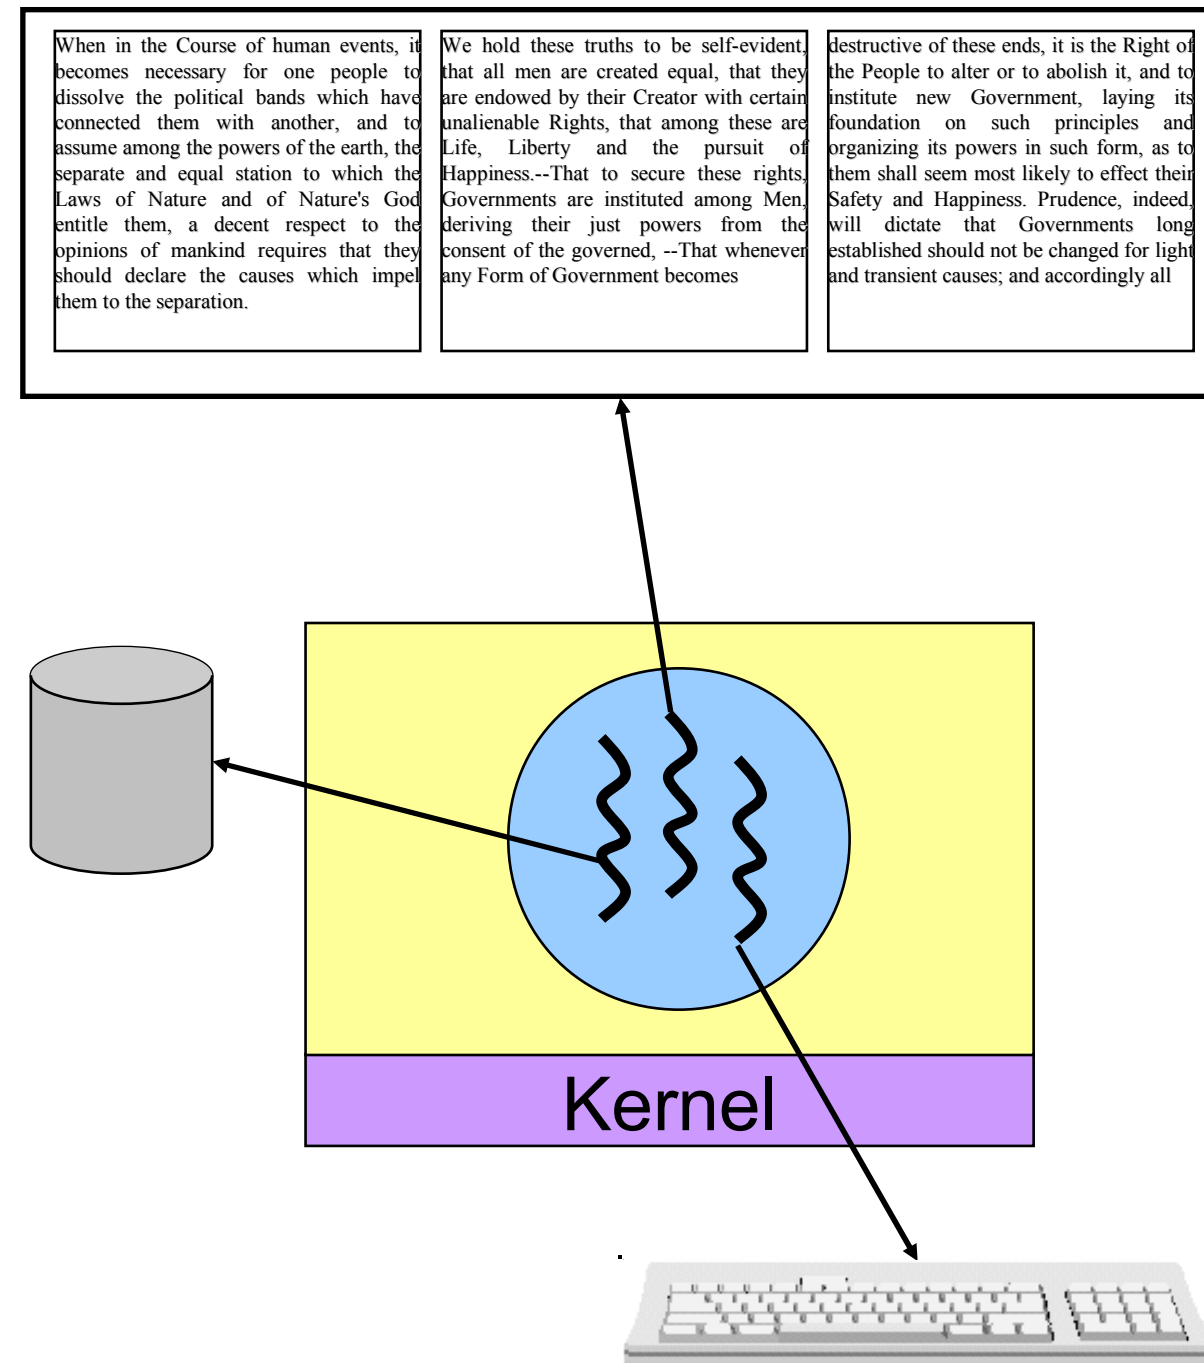 When in the Course of human events, it
becomes necessary for one people to
dissolve the political bands which have
connected them with another, and to
assume among the powers of the earth, the
separate and equal station to which the
Laws of Nature and of Nature's God
entitle them, a decent respect to the
opinions of mankind requires that they
should declare the causes which impel
them to the separation.
We hold these truths to be self-evident,
that all men are created equal, that they
are endowed by their Creator with certain
unalienable Rights, that among these are
Life, Liberty and the pursuit of
Happiness.--That to secure these rights,
Governments are instituted among Men,
deriving their just powers from the
consent of the governed, --That whenever
any Form of Government becomes
destructive of these ends, it is the Right of
the People to alter or to abolish it, and to
institute new Government, laying its
foundation on such principles and
organizing its powers in such form, as to
them shall seem most likely to effect their
Safety and Happiness. Prudence, indeed,
will dictate that Governments long
established should not be changed for light
and transient causes; and accordingly all
Kernel